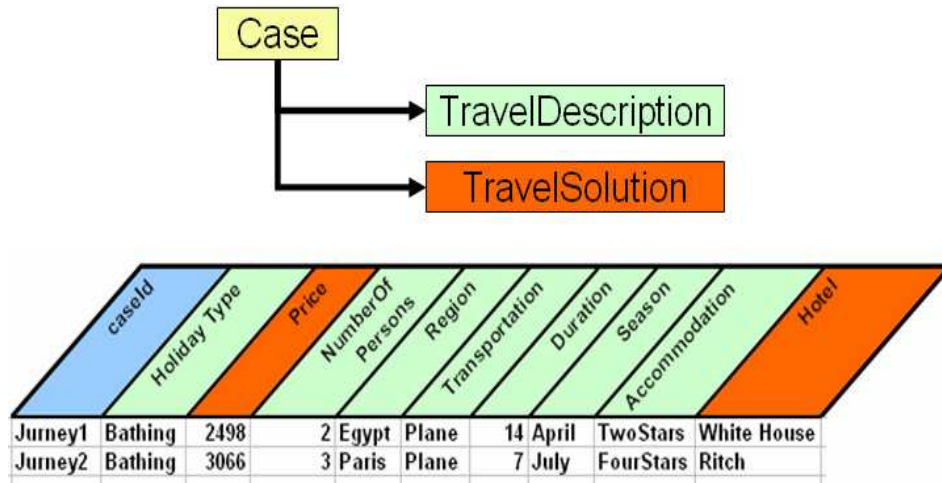 Case
TravelDescription
TravelSolution
caseId
Holiday Type
Price
NumberOf
Persons
Region
Transportation
Duration
Season
Accommodation
Hotel
Jurney1 Bathing 2498 2 Egypt Plane 14 April TwoStars White House
Jurney2 Bathing 3066 3 Paris Plane 7 July FourStars Ritch